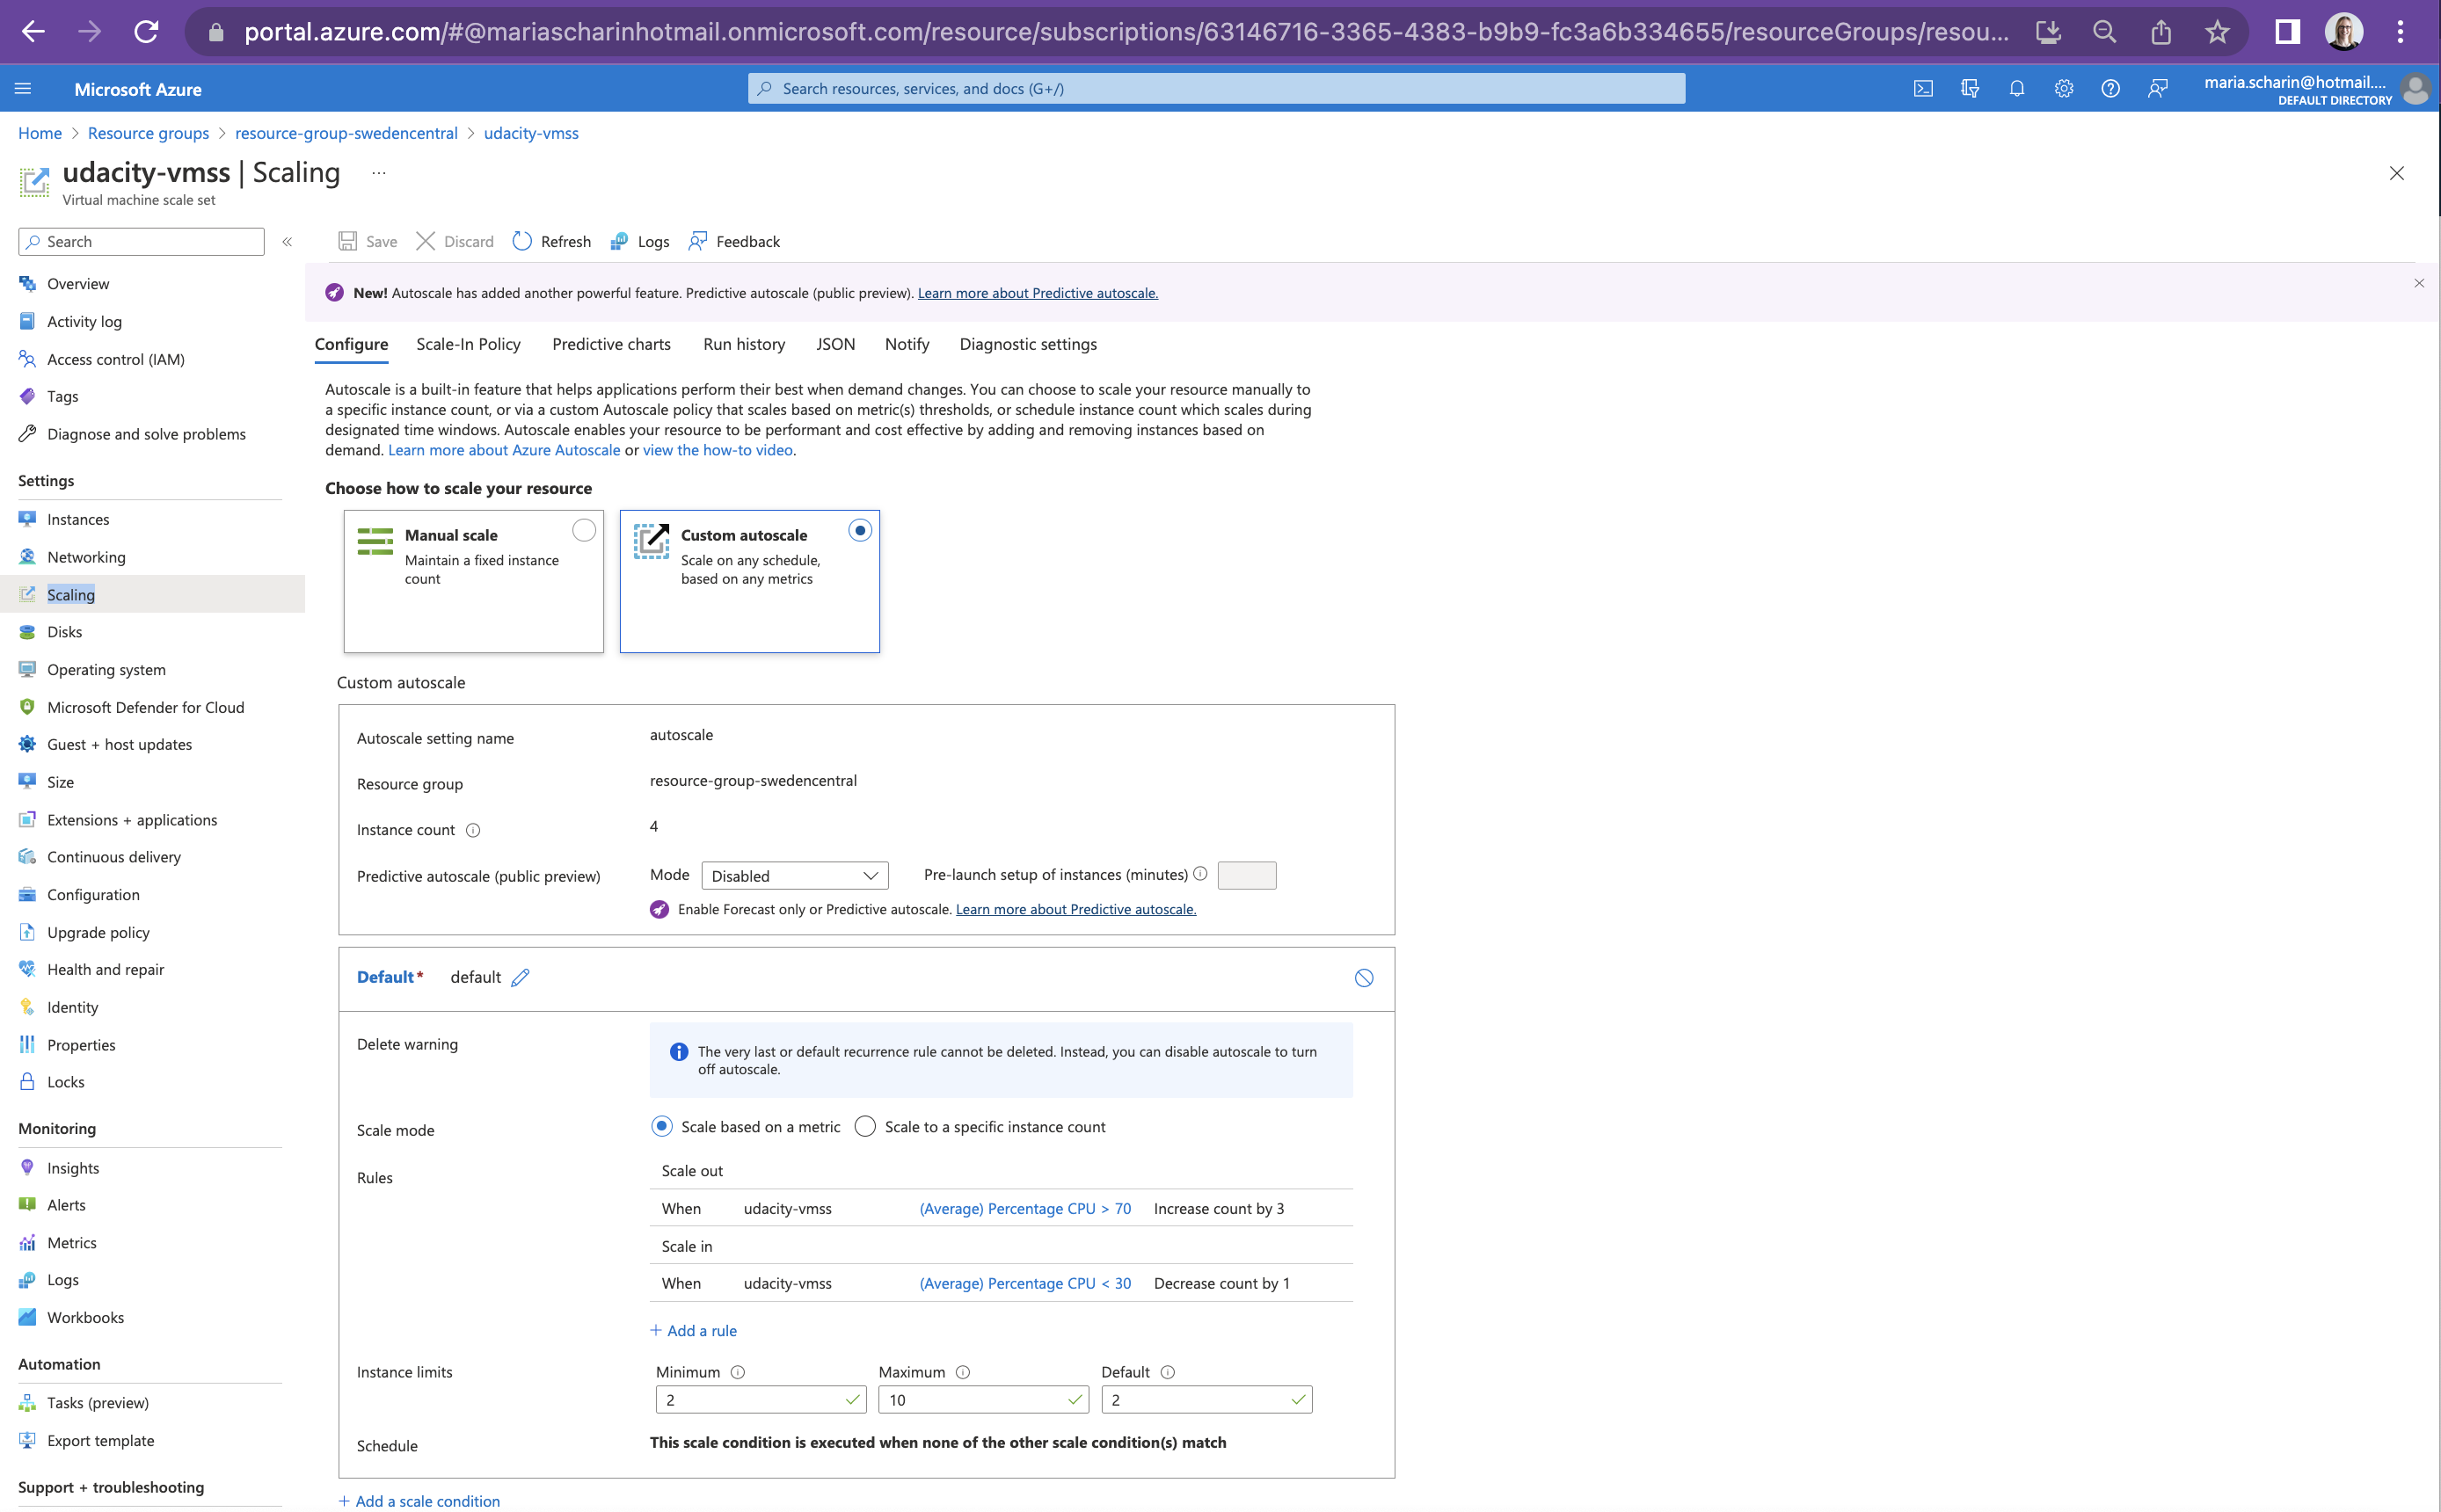 portal.azure.com/#@mariascharinhotmail.onmicrosoft.com/resource/subscriptions/63146716-3365-4383-b9b9-fc3a6b334655/resourceGroups/resou...
Microsoft Azure
Search resources, services, and docs (G+/)
maria.scharin@hotmail....
DEFAULT DIRECTORY
Home > Resource groups > resource-group-swedencentral > udacity-vmss
udacity-vmss | Scaling ...
Virtual machine scale set
Search «
Save Discard Refresh Logs Feedback
Overview
Activity log
Access control (IAM)
Tags
Diagnose and solve problems
Settings
Instances
Networking
Scaling
Disks
Operating system
Microsoft Defender for Cloud
Guest + host updates
Size
Extensions + applications
Continuous delivery
Configuration
Upgrade policy
Health and repair
Identity
Properties
Locks
Monitoring
Insights
Alerts
Metrics
Logs
Workbooks
Automation
Tasks (preview)
Export template
Support + troubleshooting
New! Autoscale has added another powerful feature. Predictive autoscale (public preview). Learn more about Predictive autoscale.
Configure Scale-In Policy Predictive charts Run history JSON Notify Diagnostic settings
Autoscale is a built-in feature that helps applications perform their best when demand changes. You can choose to scale your resource manually to
a specific instance count, or via a custom Autoscale policy that scales based on metric(s) thresholds, or schedule instance count which scales during
designated time windows. Autoscale enables your resource to be performant and cost effective by adding and removing instances based on
demand. Learn more about Azure Autoscale or view the how-to video.
Choose how to scale your resource
Manual scale
Maintain a fixed instance
count
Custom autoscale
Scale on any schedule,
based on any metrics
Custom autoscale
Autoscale setting name autoscale
Resource group resource-group-swedencentral
Instance count 4
Predictive autoscale (public preview) Mode Disabled Pre-launch setup of instances (minutes)
Enable Forecast only or Predictive autoscale. Learn more about Predictive autoscale.
Default* default
Delete warning
The very last or default recurrence rule cannot be deleted. Instead, you can disable autoscale to turn
off autoscale.
Scale mode Scale based on a metric Scale to a specific instance count
Rules
Scale out
When udacity-vmss (Average) Percentage CPU > 70 Increase count by 3
Scale in
When udacity-vmss (Average) Percentage CPU < 30 Decrease count by 1
+ Add a rule
Instance limits
Minimum Maximum Default
2 10 2
Schedule This scale condition is executed when none of the other scale condition(s) match
+ Add a scale condition